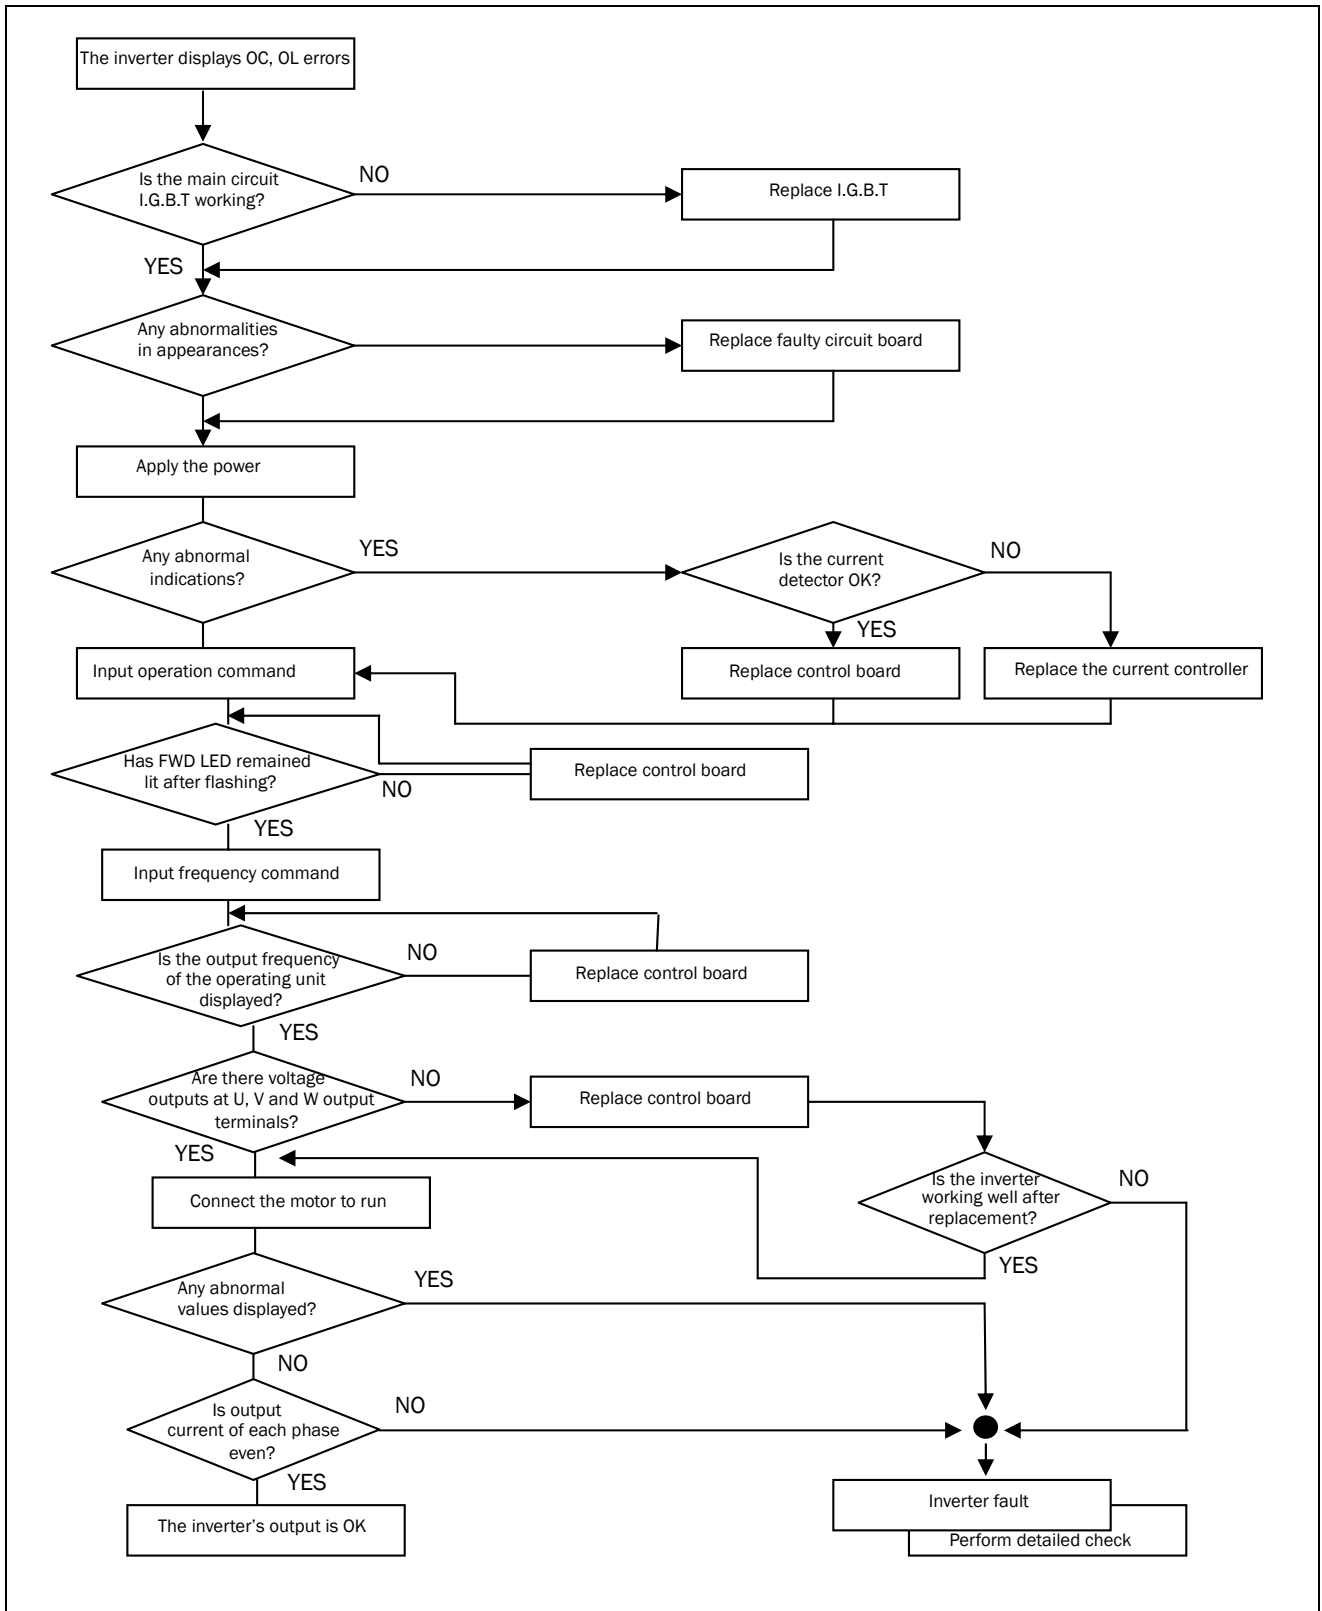 The inverter displays OC, OL errors
Is the main circuit
I.G.B.T working?
NO
Replace I.G.B.T
YES
Any abnormalities
in appearances?
Replace faulty circuit board
Apply the power
Any abnormal
indications?
YES
Is the current
detector OK?
NO
YES
Input operation command
Replace control board
Replace the current controller
Has FWD LED remained
lit after flashing?
NO
Replace control board
YES
Input frequency command
Is the output frequency
of the operating unit
displayed?
NO
Replace control board
YES
Are there voltage
outputs at U, V and W output
terminals?
NO
Replace control board
YES
Is the inverter
working well after
replacement?
NO
YES
Connect the motor to run
Any abnormal
values displayed?
YES
NO
Is output
current of each phase
even?
NO
YES
The inverter’s output is OK
Inverter fault
Perform detailed check